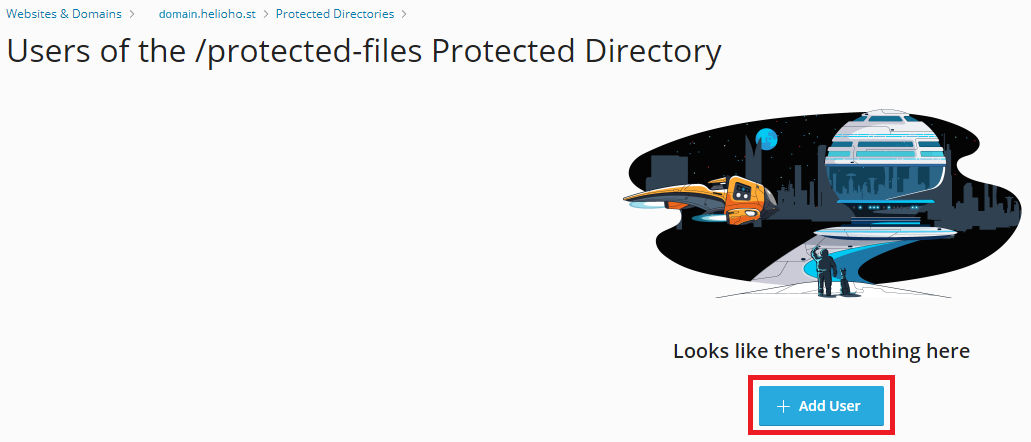 Websites & Domains > domain.helioho.st > Protected Directories >
Users of the /protected-files Protected Directory
Looks like there's nothing here
+ Add User